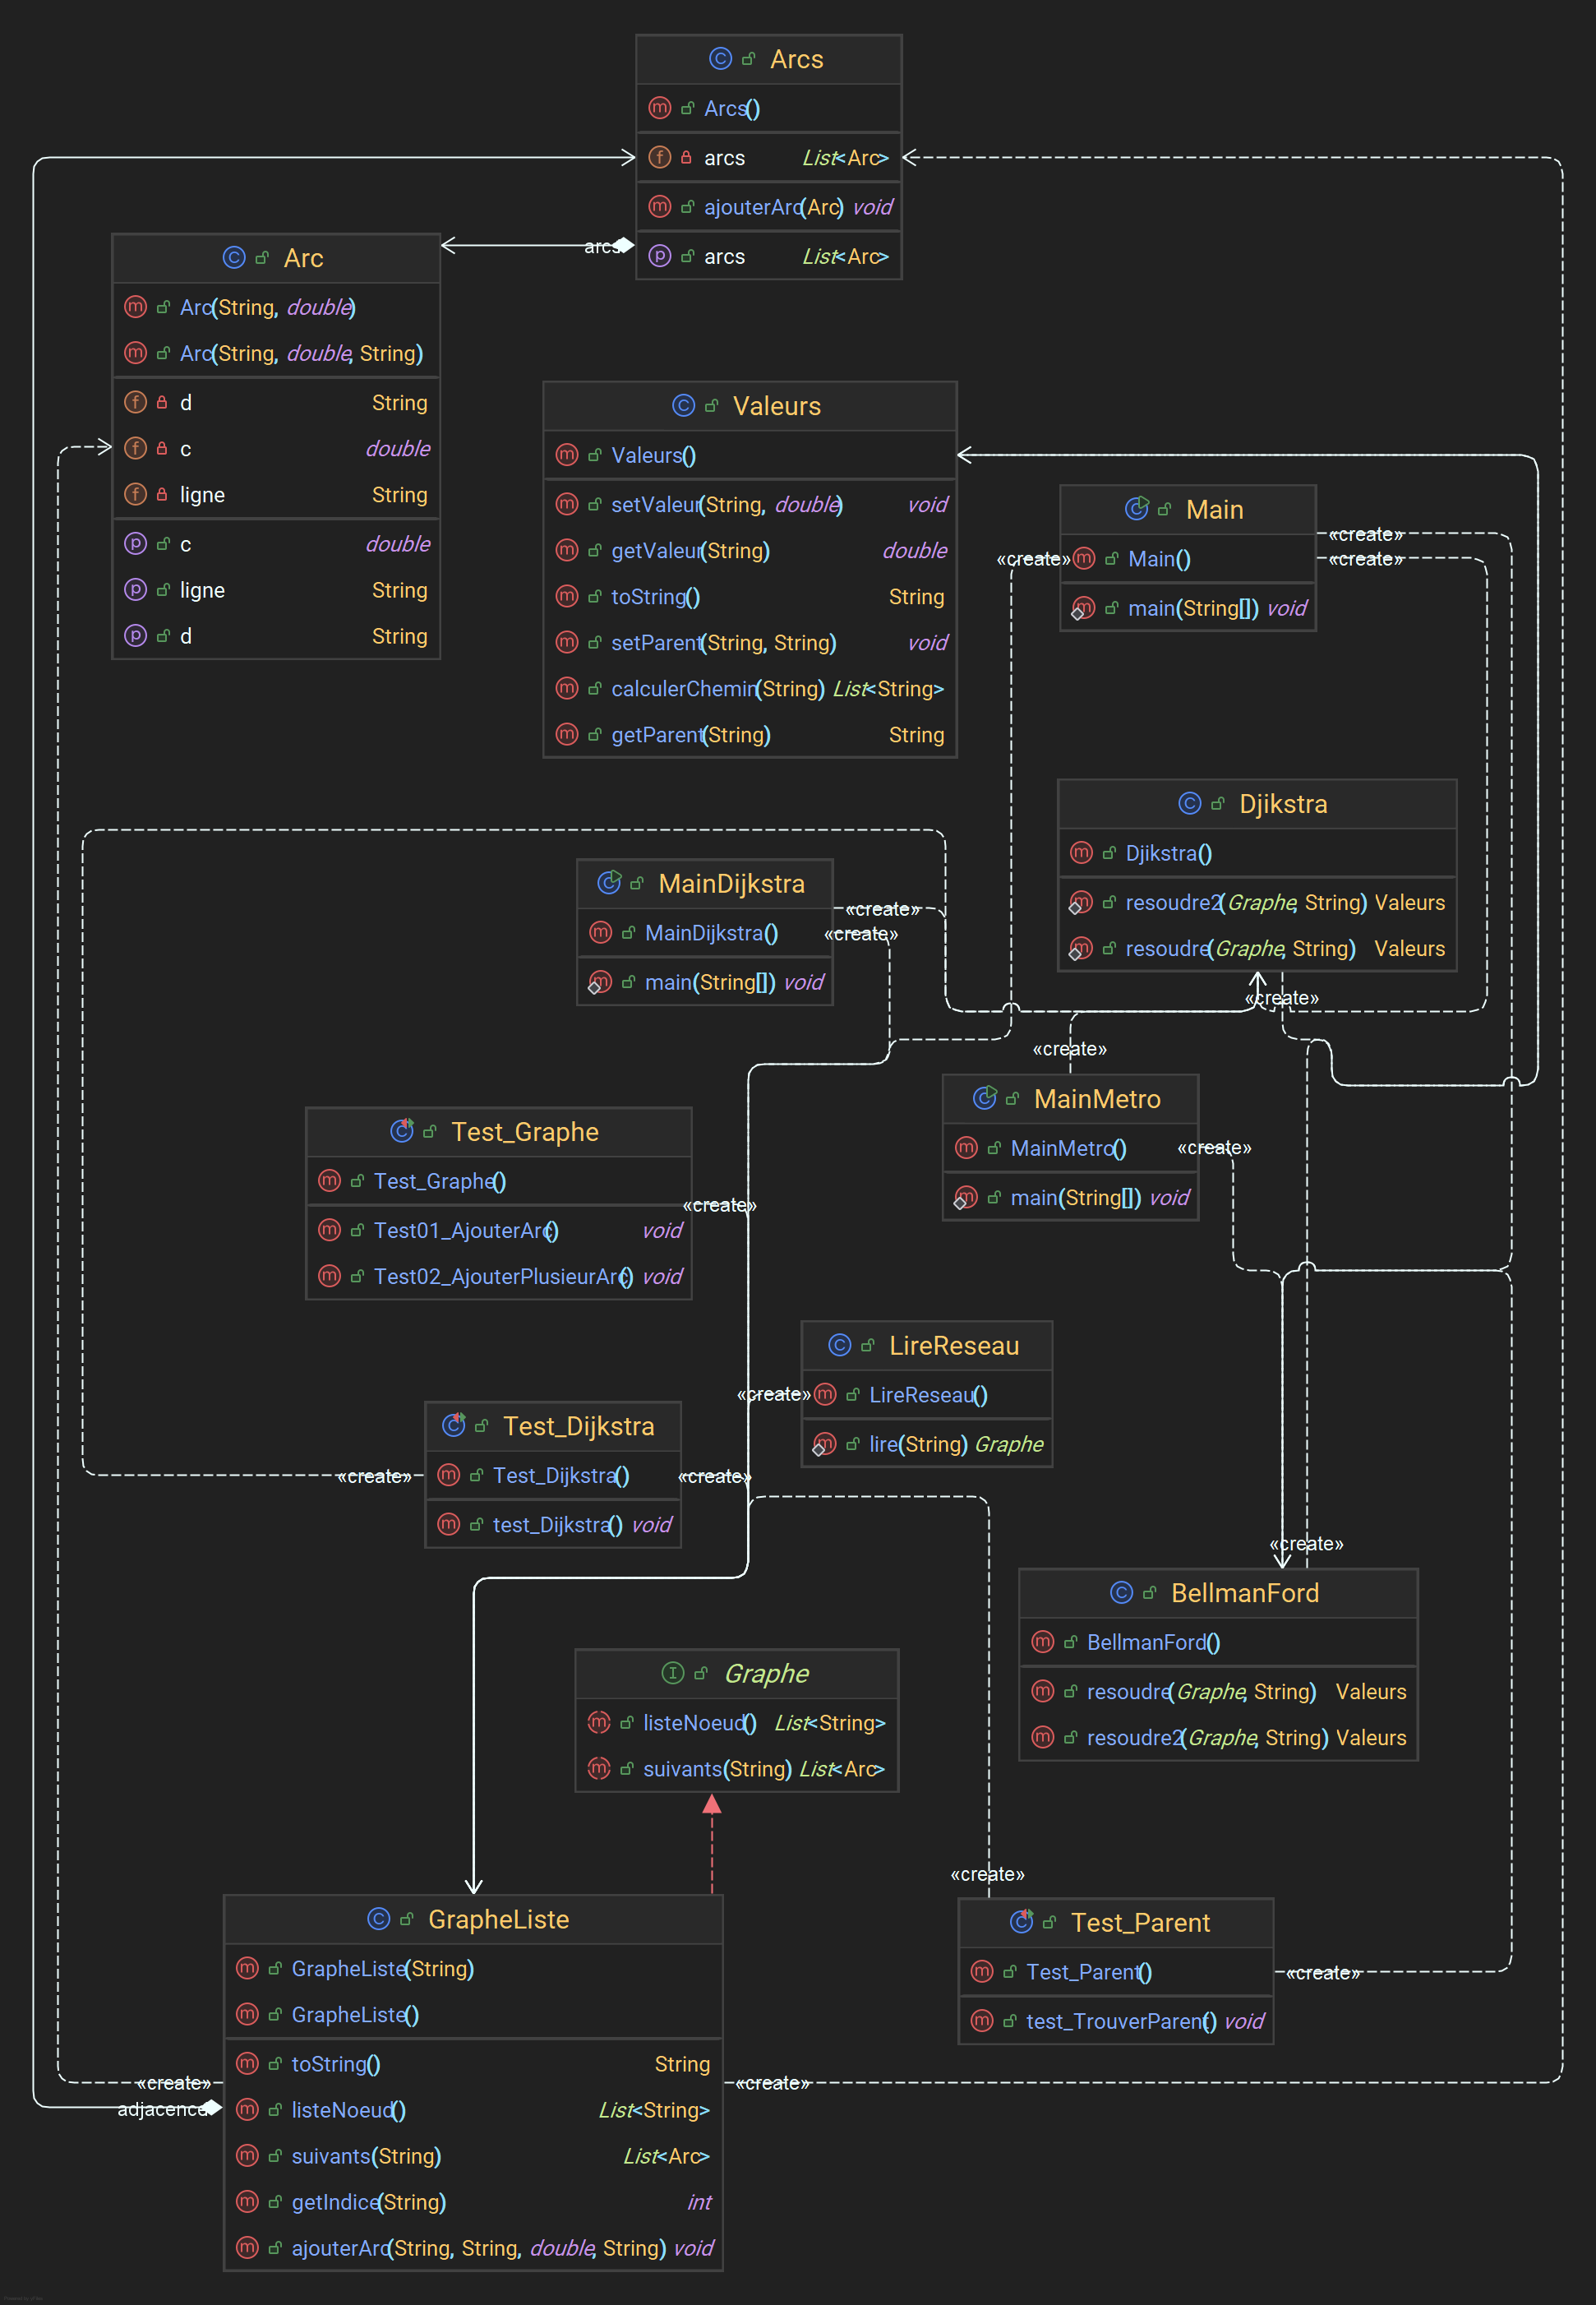 Arcs
Arcs()
arcs List<Arc>
ajouterArc(Arc) void
arcs List<Arc>
arcs
Arc
Arc(String, double)
Arc(String, double, String)
d String
c double
ligne String
c double
ligne String
d String
Valeurs
Valeurs()
setValeur(String, double) void
getValeur(String) double
toString() String
setParent(String, String) void
calculerChemin(String) List<String>
getParent(String) String
Main
«create»
«create» Main() «create»
main(String[]) void
Djikstra
Djikstra()
resoudre2(Graphe, String) Valeurs
resoudre(Graphe, String) Valeurs
«create»
MainDijkstra
«create»
MainDijkstra() «create»
main(String[]) void
«create»
MainMetro
MainMetro() «create»
main(String[]) void
Test_Graphe
Test_Graphe()
«create»
Test01_AjouterArc() void
Test02_AjouterPlusieurArc() void
LireReseau
«create» LireReseau()
lire(String) Graphe
Test_Dijkstra
«create» Test_Dijkstra() «create»
test_Dijkstra() void
«create»
BellmanFord
BellmanFord()
resoudre(Graphe, String) Valeurs
resoudre2(Graphe, String) Valeurs
Graphe
listeNoeud() List<String>
suivants(String) List<Arc>
«create»
Test_Parent
Test_Parent() «create»
test_TrouverParent() void
GrapheListe
GrapheListe(String)
GrapheListe()
«create» toString() String «create»
adjacence listeNoeud() List<String>
suivants(String) List<Arc>
getIndice(String) int
ajouterArc(String, String, double, String) void